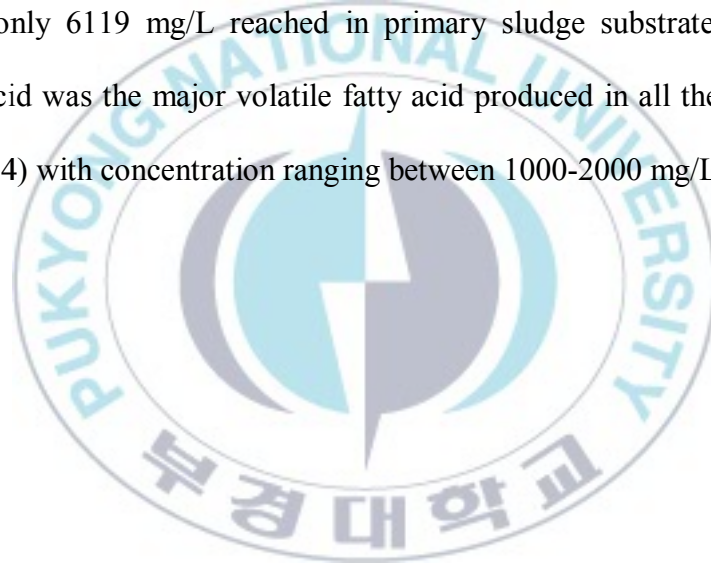 only 6119 mg/L reached in primary sludge substrate
cid was the major volatile fatty acid produced in all the
4) with concentration ranging between 1000-2000 mg/L
PUKYONG NATIONAL UNIVERSITY
부경대학교